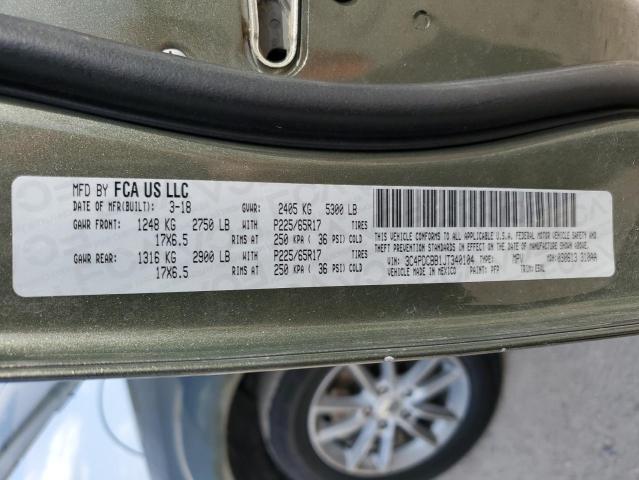 MFD BY FCA US LLC
DATE OF MFR(BUILT): 3-18 GVWR: 2405 KG 5300 LB
GAWR FRONT: 1248 KG 2750 LB WITH P225/65R17 TIRES
17X6.5 RIMS AT 250 KPA ( 36 PSI) COLD
GAWR REAR: 1316 KG 2900 LB WITH P225/65R17 TIRES
17X6.5 RIMS AT 250 KPA ( 36 PSI) COLD
THIS VEHICLE CONFORMS TO ALL APPLICABLE U.S.A. FEDERAL MOTOR VEHICLE SAFETY, BUMPER, AND
THEFT PREVENTION STANDARDS IN EFFECT ON THE DATE OF MANUFACTURE SHOWN ABOVE.
VIN: 3C4PDCBB1JT340104 TYPE: MPV MDH: 030613 310AA
VEHICLE MADE IN MEXICO PAINT: PFP TRIM: